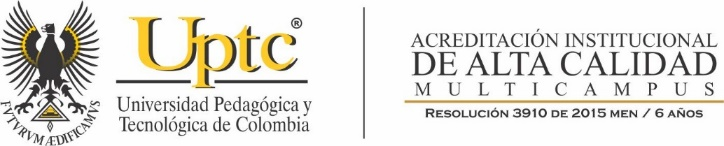 FVTVRVM ÆDIFICAMVS
Uptc®
Universidad Pedagógica y
Tecnológica de Colombia
ACREDITACIÓN INSTITUCIONAL
DE ALTA CALIDAD
MULTICAMPUS
RESOLUCIÓN 3910 DE 2015 MEN / 6 AÑOS